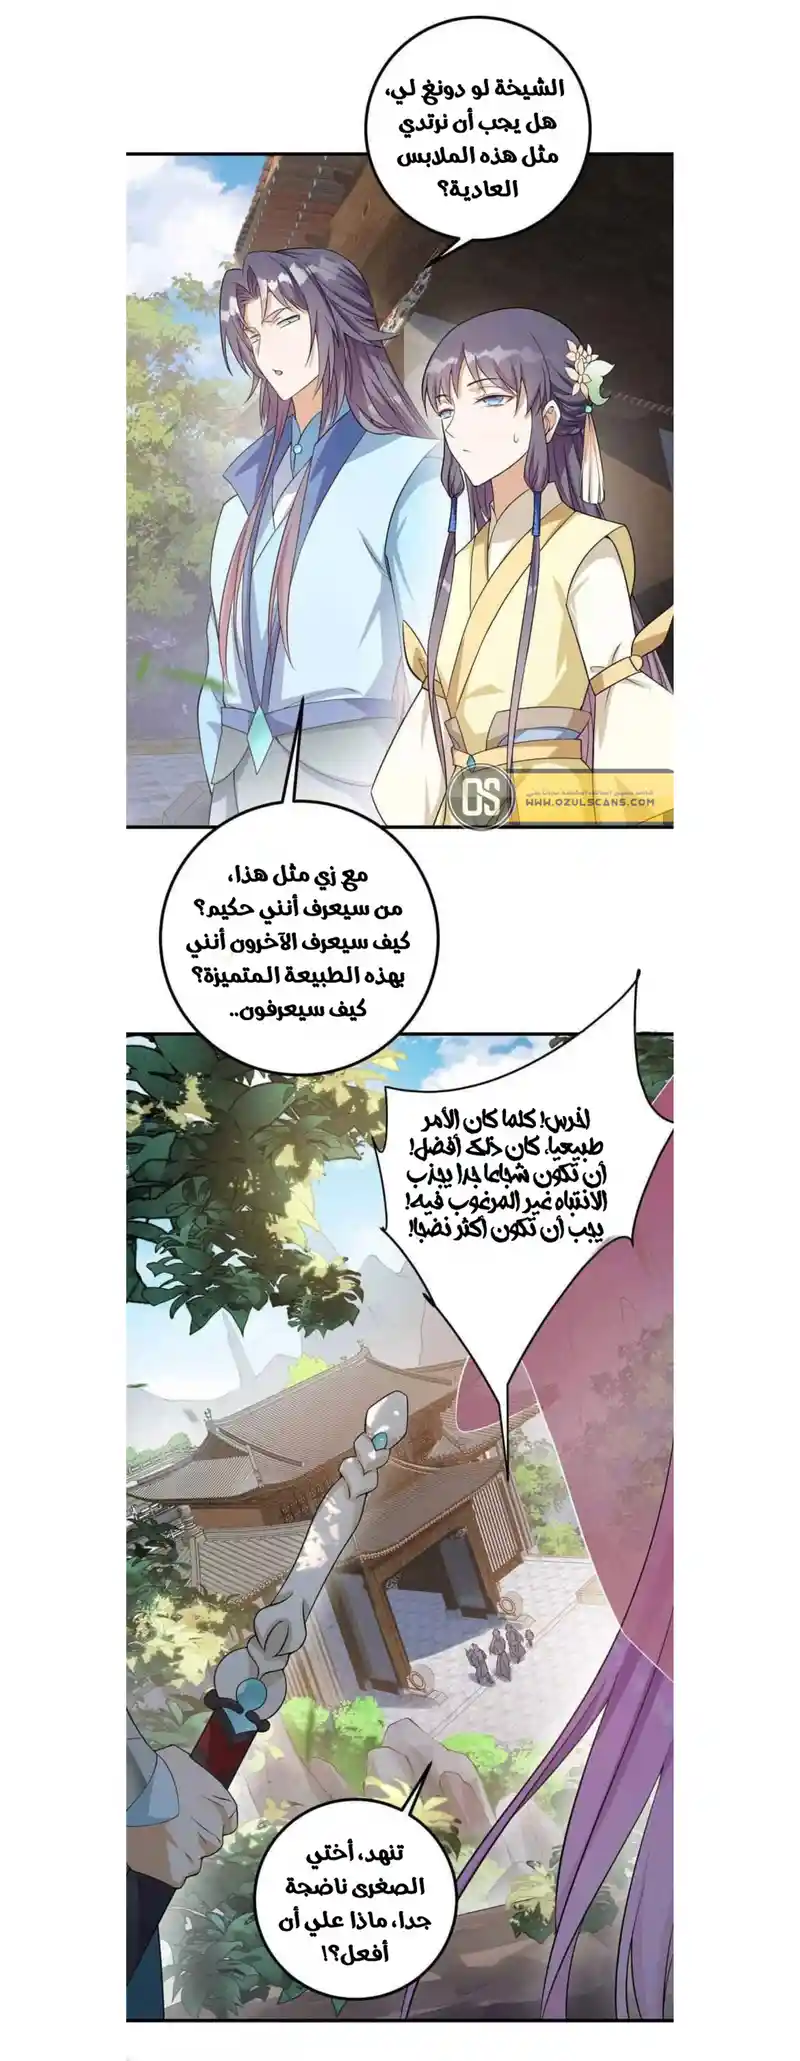 الشيخة لو دونغ لي،
هل يجب أن نرتدي
مثل هذه الملابس
العادية؟
WWW.OZULSCANS.COM
OS
مع زي مثل هذا،
من سيعرف أنني حكيم؟
كيف سيعرف الآخرون أنني
بهذه الطبيعة المتميزة؟
كيف سيعرفون..
اخرس! كلما كان الأمر
طبيعيا، كان ذلك أفضل!
أن تكون شجاعا جدا يجذب
الانتباه غير المرغوب فيه!
يجب أن تكون أكثر نضجا!
تنهد، أختي
الصغرى ناضجة
جدا، ماذا علي أن
أفعل؟!